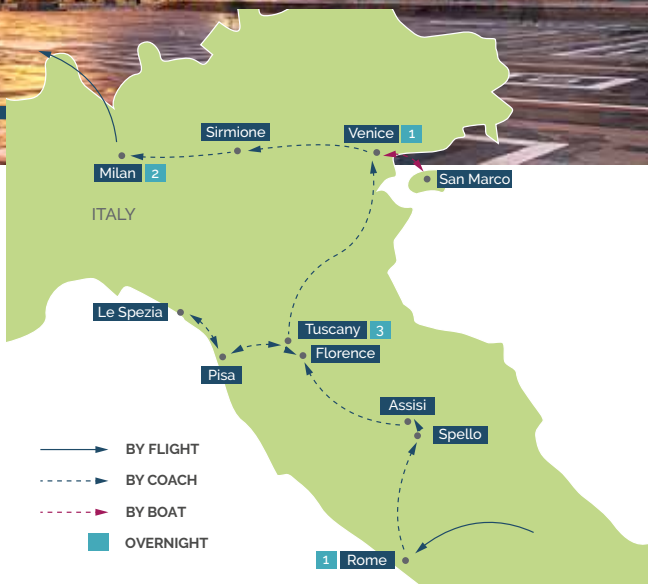 Sirmione
Venice 1
Milan 2
San Marco
ITALY
Le Spezia
Tuscany 3
Florence
Pisa
Assisi
Spello
BY FLIGHT
BY COACH
BY BOAT
OVERNIGHT
1 Rome